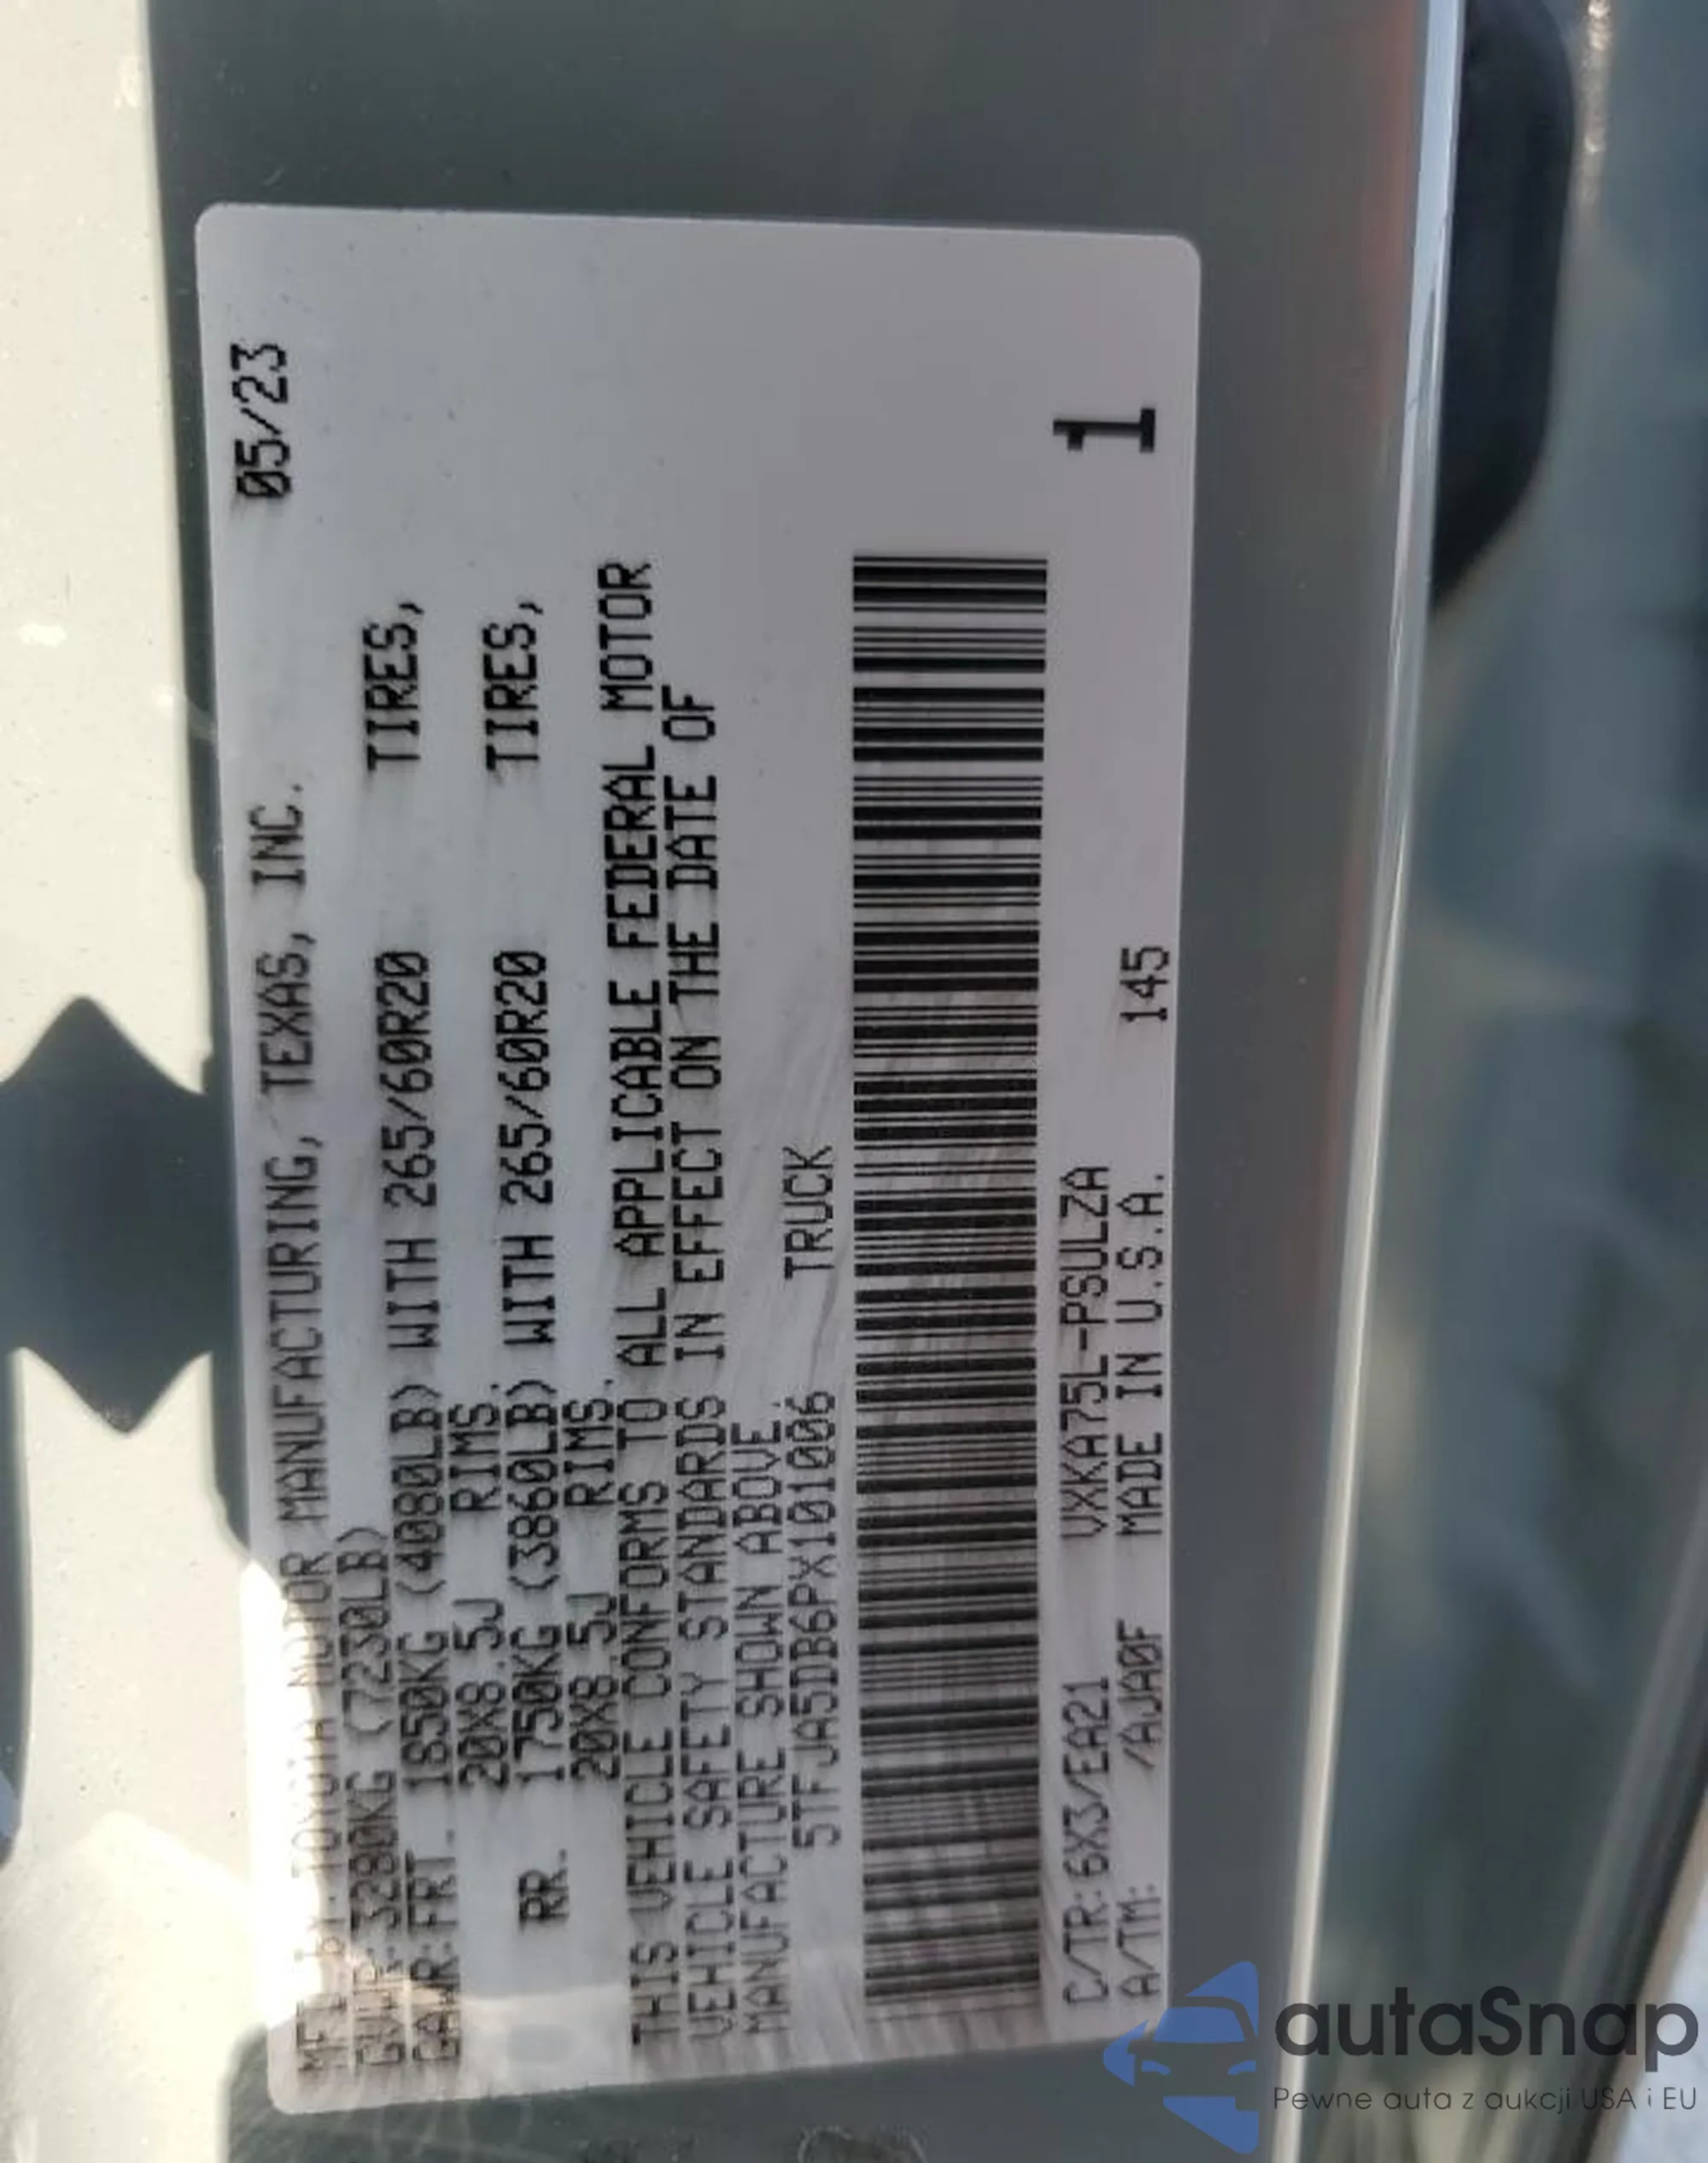 MFD.BY:TOYOTA MOTOR MANUFACTURING, TEXAS, INC. 05/23
GVWR:3280KG (7230LB)
GAWR:FRT. 1850KG (4080LB) WITH 265/60R20 TIRES,
20X8.5J RIMS.
RR. 1750KG (3860LB) WITH 265/60R20 TIRES,
20X8.5J RIMS.
THIS VEHICLE CONFORMS TO ALL APPLICABLE FEDERAL MOTOR
VEHICLE SAFETY STANDARDS IN EFFECT ON THE DATE OF
MANUFACTURE SHOWN ABOVE.
5TFJA5DB6PX101006 TRUCK
C/TR:6X3/EA21 VXKA75L-PSULZA 1
A/TM: /AJA0F MADE IN U.S.A. 145
autaSnap
Pewne auta z aukcji USA i EU